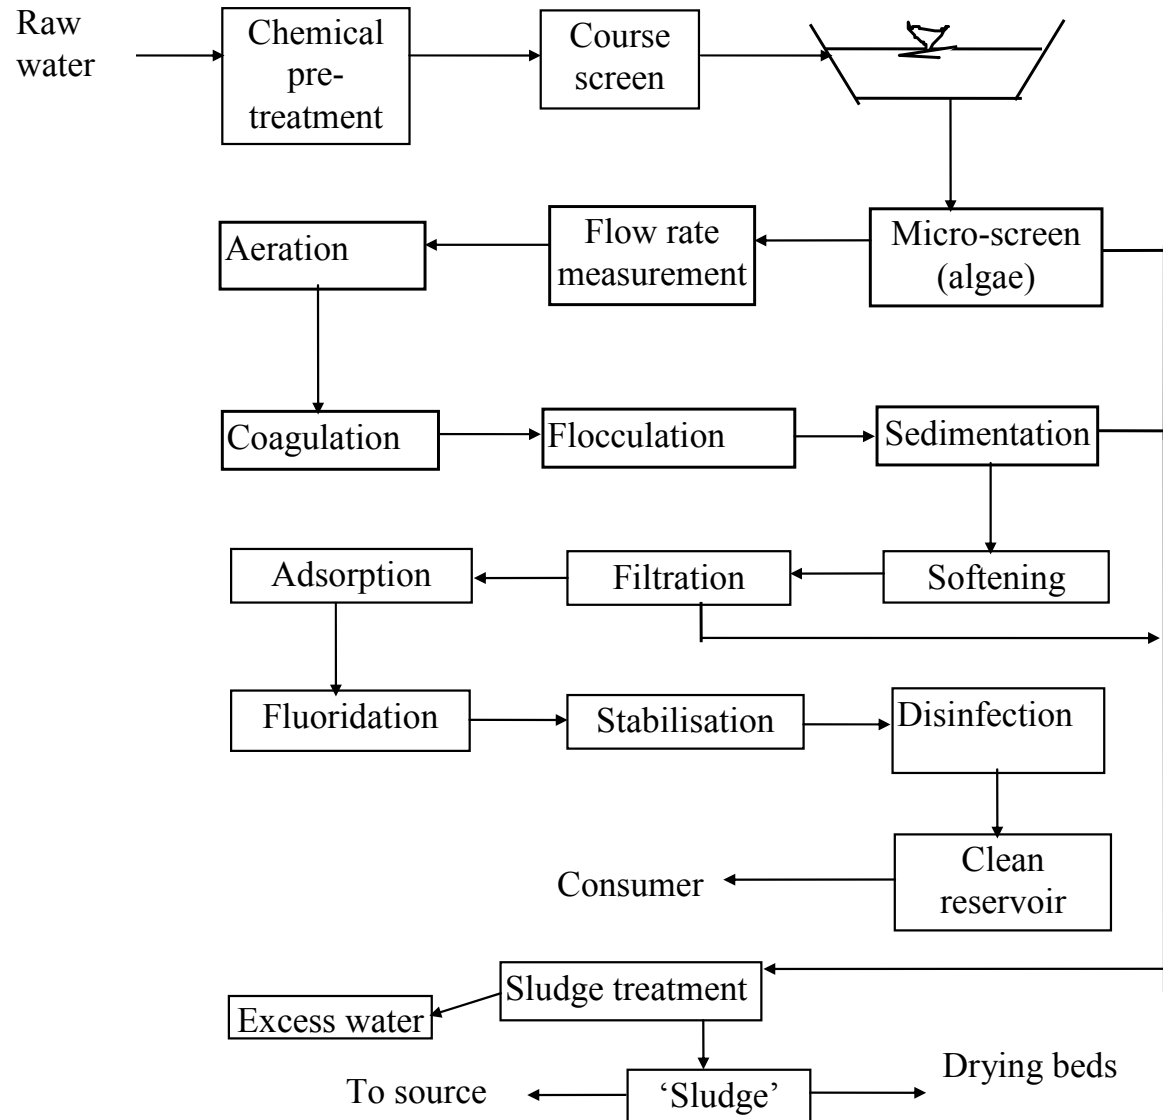 Raw
water
Chemical
pre-
treatment
Course
screen
Micro-screen
(algae)
Flow rate
measurement
Aeration
Coagulation
Flocculation
Sedimentation
Softening
Filtration
Adsorption
Fluoridation
Stabilisation
Disinfection
Clean
reservoir
Consumer
Sludge treatment
Excess water
‘Sludge’
To source
Drying beds